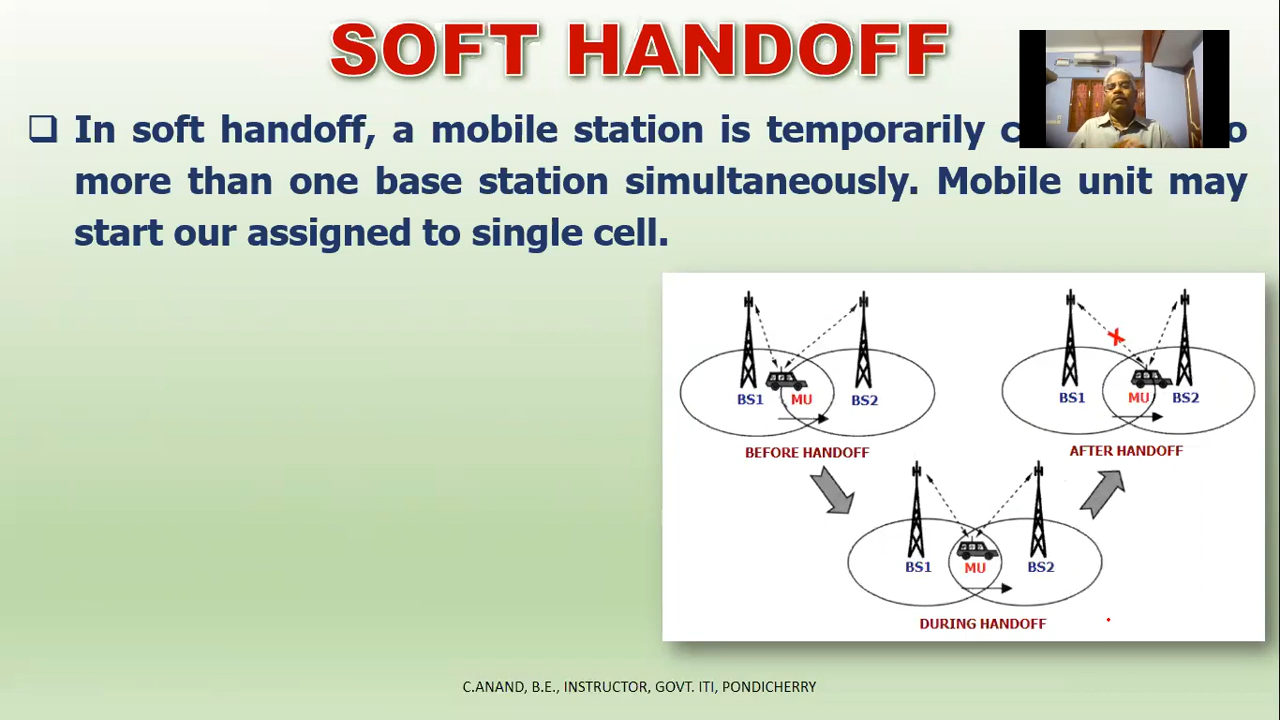 SOFT HANDOFF
❑ In soft handoff, a mobile station is temporarily
more than one base station simultaneously. Mobile unit may
start our assigned to single cell.
BS1 MU BS2
BEFORE HANDOFF
BS1 MU BS2
AFTER HANDOFF
BS1 MU BS2
DURING HANDOFF
C.ANAND, B.E., INSTRUCTOR, GOVT. ITI, PONDICHERRY